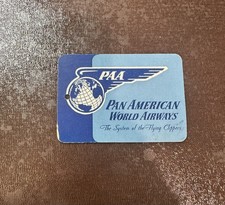 PAA
PAN AMERICAN
WORLD AIRWAYS
The System of the Flying Clippers